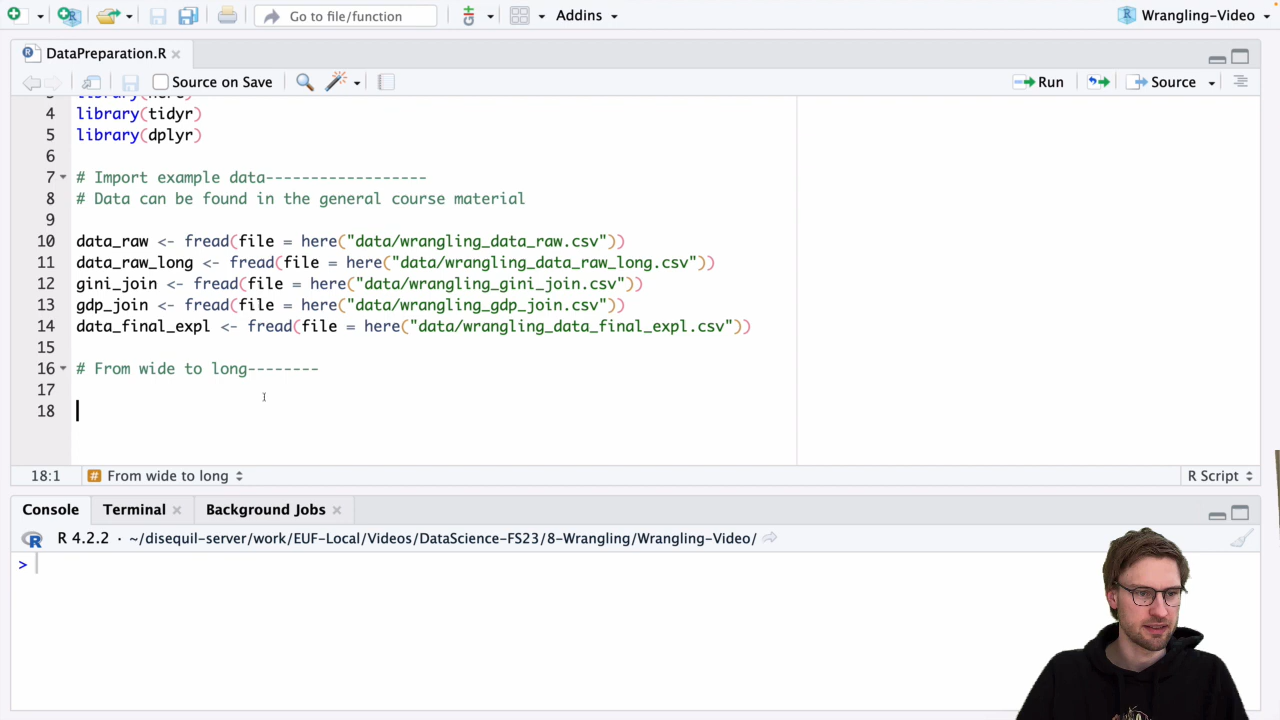 Go to file/function
Addins
Wrangling-Video
DataPreparation.R
Source on Save
Run
Source
4 library(tidyr)
5 library(dplyr)
6
7 # Import example data------------------
8 # Data can be found in the general course material
9
10 data_raw <- fread(file = here("data/wrangling_data_raw.csv"))
11 data_raw_long <- fread(file = here("data/wrangling_data_raw_long.csv"))
12 gini_join <- fread(file = here("data/wrangling_gini_join.csv"))
13 gdp_join <- fread(file = here("data/wrangling_gdp_join.csv"))
14 data_final_expl <- fread(file = here("data/wrangling_data_final_expl.csv"))
15
16 # From wide to long--------
17
18
18:1 # From wide to long R Script
Console Terminal Background Jobs
R 4.2.2 · ~/disequil-server/work/EUF-Local/Videos/DataScience-FS23/8-Wrangling/Wrangling-Video/
>